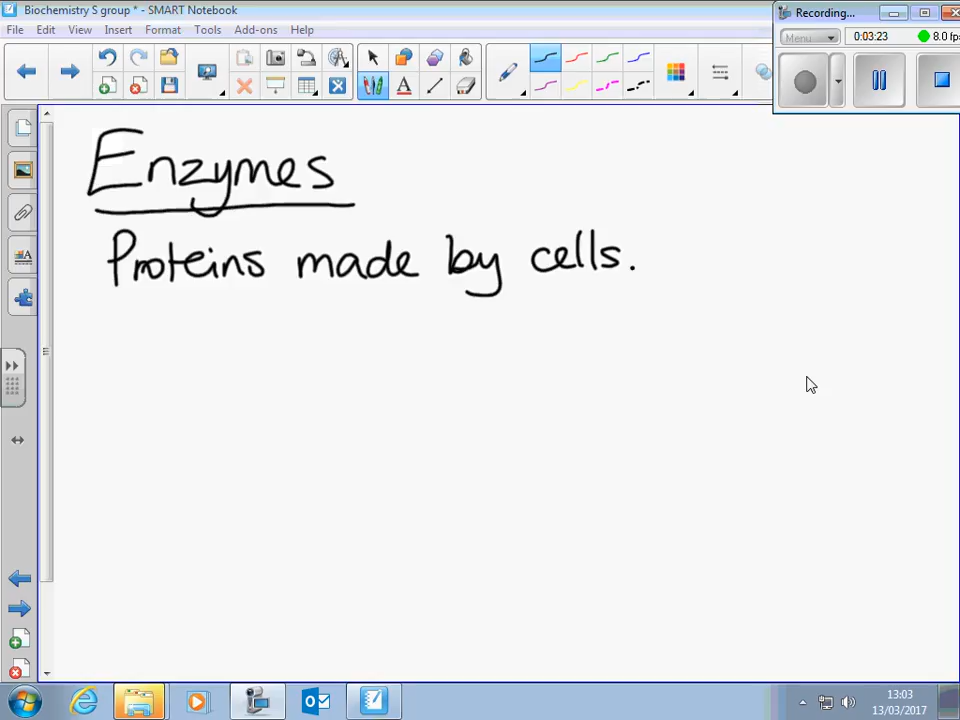 Biochemistry S group * - SMART Notebook
Recording...
File Edit View Insert Format Tools Add-ons Help
Menu 0:03:23 8.0 fps
Enzymes
Proteins made by cells.
13:03
13/03/2017